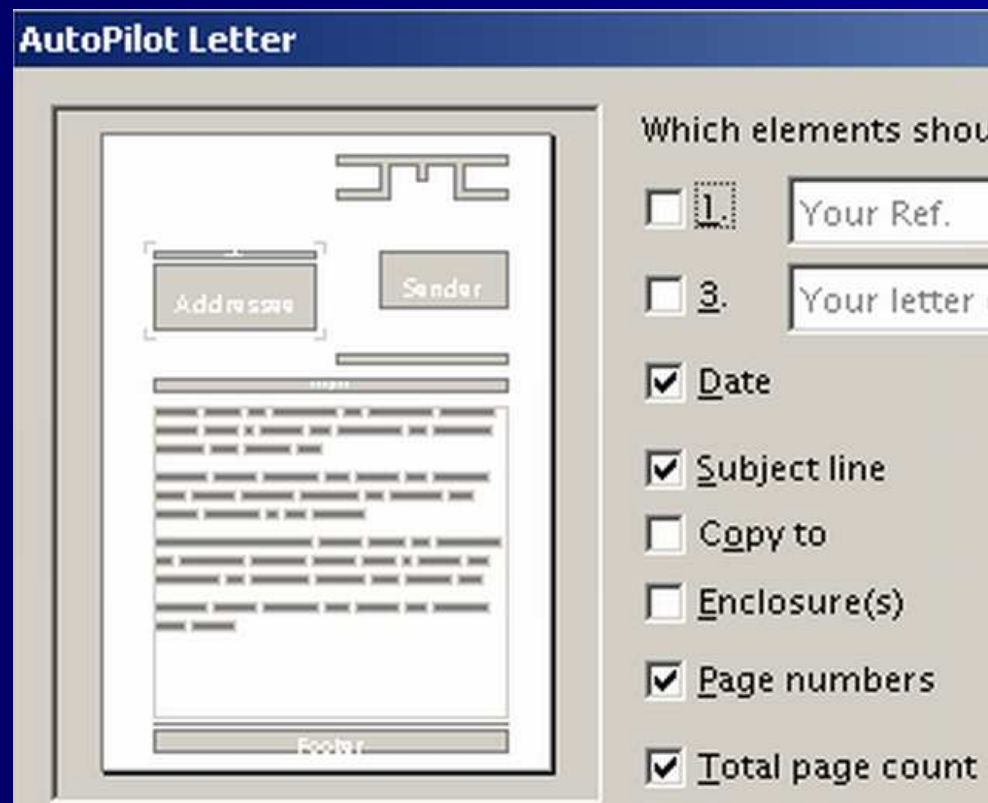 AutoPilot Letter
Which elements shou
1. Your Ref.
3. Your letter
Date
Subject line
Copy to
Enclosure(s)
Page numbers
Total page count
Addressee
Sender
Footer